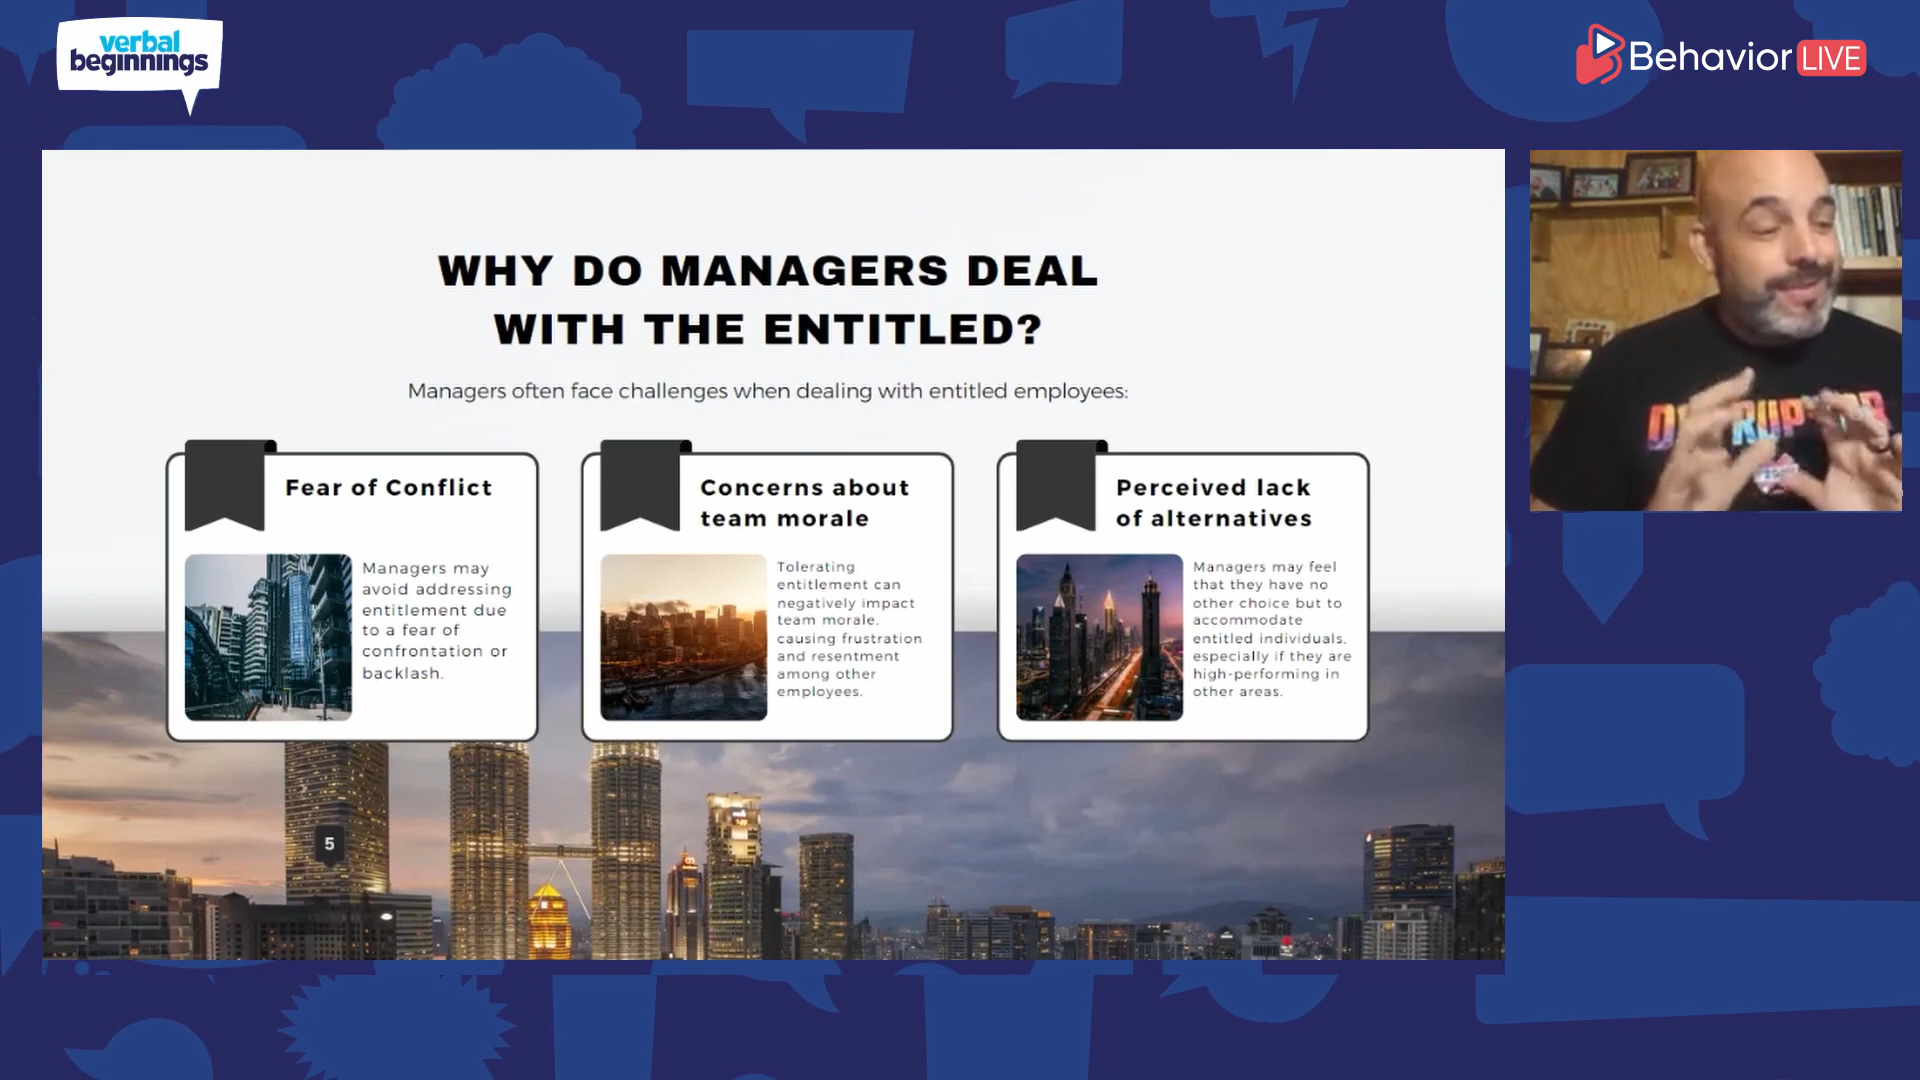 verbal
beginnings
BehaviorLIVE
WHY DO MANAGERS DEAL
WITH THE ENTITLED?
Managers often face challenges when dealing with entitled employees:
Fear of Conflict
Managers may
avoid addressing
entitlement due
to a fear of
confrontation or
backlash.
Concerns about
team morale
Tolerating
entitlement can
negatively impact
team morale,
causing frustration
and resentment
among other
employees.
Perceived lack
of alternatives
Managers may feel
that they have no
other choice but to
accommodate
entitled individuals,
especially if they are
high-performing in
other areas.
5